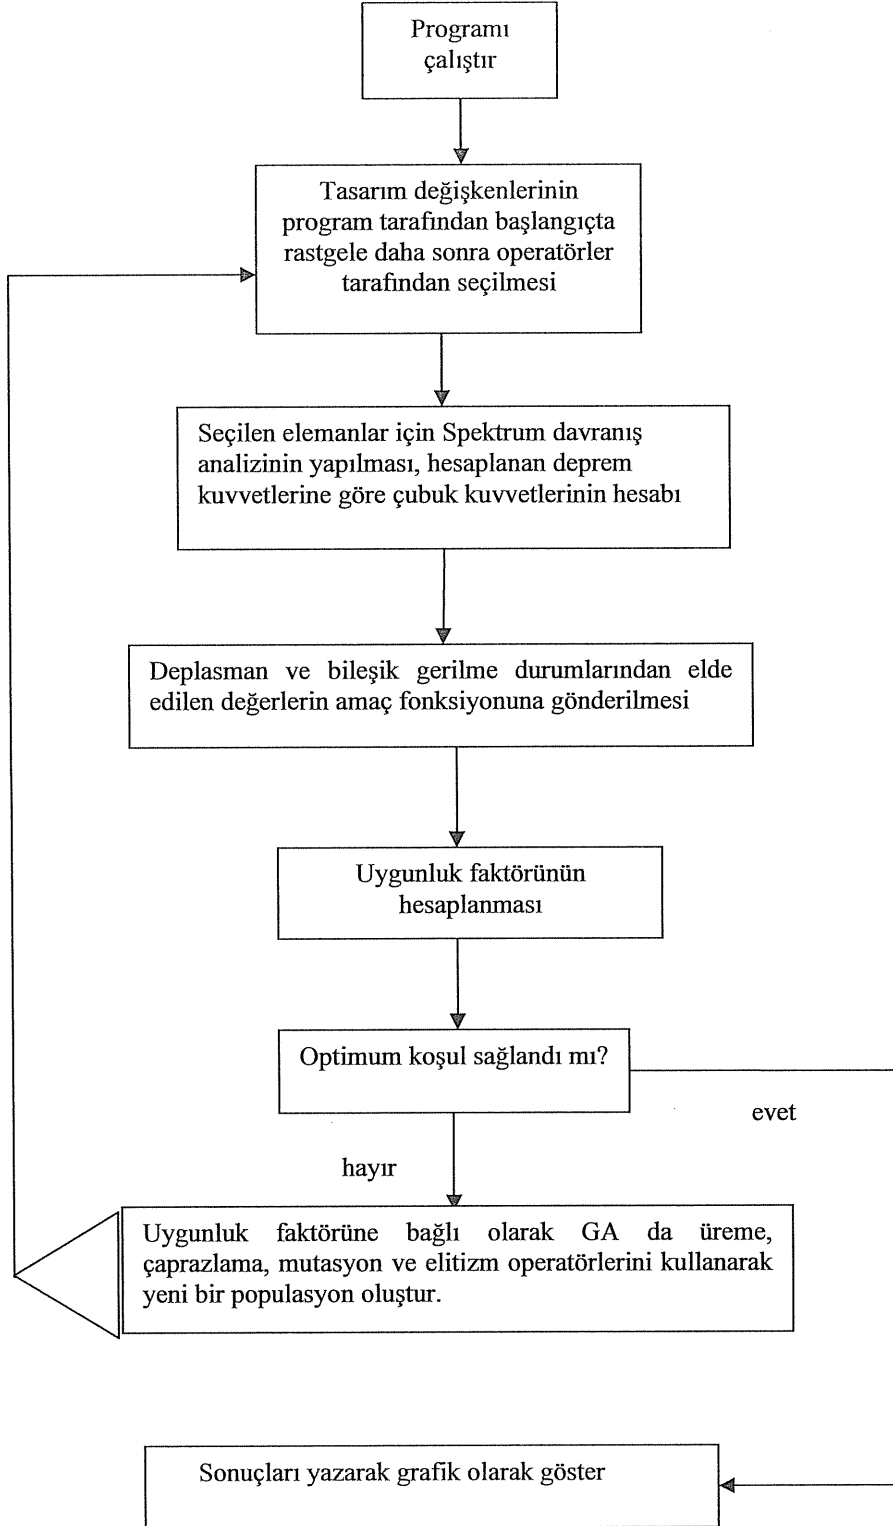 Programı
çalıştır
Tasarım değişkenlerinin
program tarafından başlangıçta
rastgele daha sonra operatörler
tarafından seçilmesi
Seçilen elemanlar için Spektrum davranış
analizinin yapılması, hesaplanan deprem
kuvvetlerine göre çubuk kuvvetlerinin hesabı
Deplasman ve bileşik gerilme durumlarından elde
edilen değerlerin amaç fonksiyonuna gönderilmesi
Uygunluk faktörünün
hesaplanması
Optimum koşul sağlandı mı?
evet
hayır
Uygunluk faktörüne bağlı olarak GA da üreme,
çaprazlama, mutasyon ve elitizm operatörlerini kullanarak
yeni bir populasyon oluştur.
Sonuçları yazarak grafik olarak göster